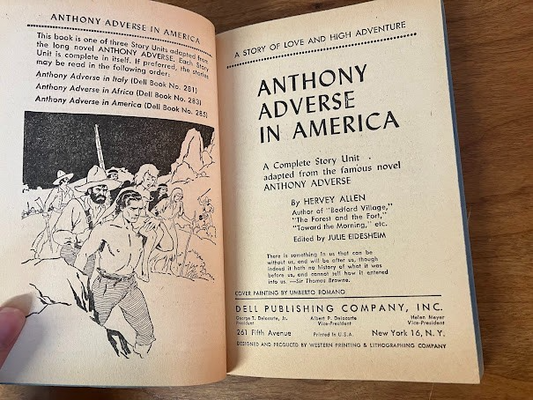 ANTHONY ADVERSE IN AMERICA
This book is one of three Story Units adapted from
the long novel ANTHONY ADVERSE. Each Story
Unit is complete in itself. If preferred, the stories
may be read in the following order:
Anthony Adverse in Italy (Dell Book No. 281)
Anthony Adverse in Africa (Dell Book No. 283)
Anthony Adverse in America (Dell Book No. 285)
A STORY OF LOVE AND HIGH ADVENTURE
ANTHONY
ADVERSE
IN AMERICA
A Complete Story Unit
adapted from the famous novel
ANTHONY ADVERSE
By HERVEY ALLEN
Author of "Bedford Village,"
"The Forest and the Fort,"
"Toward the Morning," etc.
Edited by JULIE EIDESHEIM
There is something in us that can be
without us, and will be after us, though
indeed it hath no history of what it was
before us, and cannot tell how it entered
into us.—Sir Thomas Browne.
COVER PAINTING BY UMBERTO ROMANO
DELL PUBLISHING COMPANY, INC.
George T. Delacorte, Jr. Albert P. Delacorte Helen Meyer
President Vice-President Vice-President
261 Fifth Avenue Printed in U.S.A. New York 16, N. Y.
DESIGNED AND PRODUCED BY WESTERN PRINTING & LITHOGRAPHING COMPANY